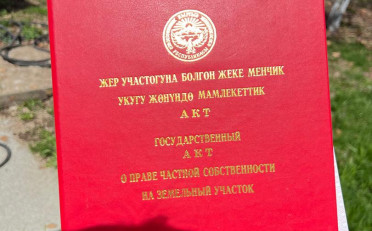 ЖЕР УЧАСТОГУНА БОЛГОН ЖЕКЕ МЕНЧИК
УКУГУ ЖӨНҮНДӨ МАМЛЕКЕТТИК
АКТ
ГОСУДАРСТВЕННЫЙ
АКТ
О ПРАВЕ ЧАСТНОЙ СОБСТВЕННОСТИ
НА ЗЕМЕЛЬНЫЙ УЧАСТОК